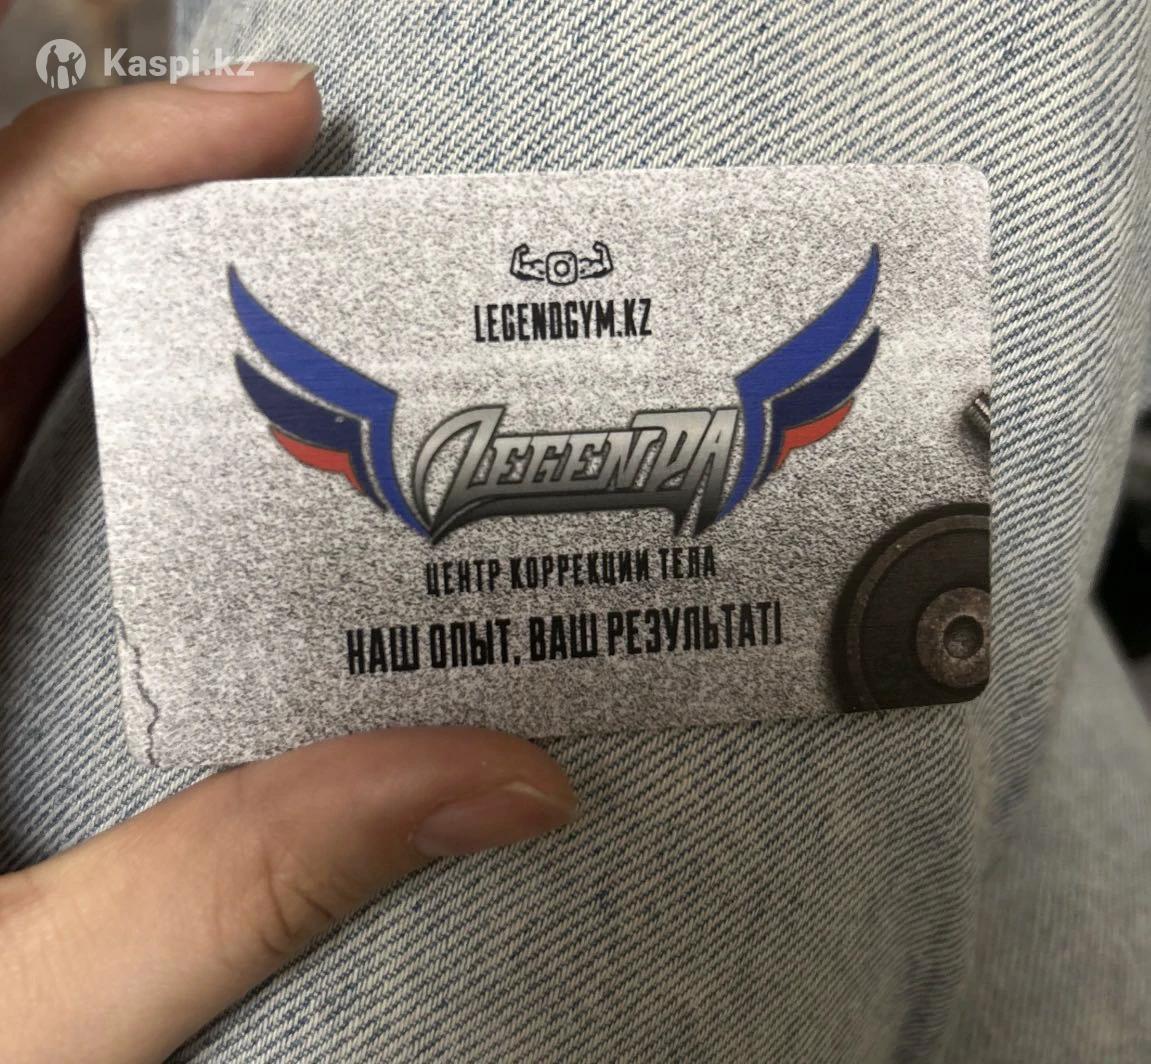 Kaspi.kz
LEGENDGYM.KZ
LEGENDA
ЦЕНТР КОРРЕКЦИИ ТЕЛА
НАШ ОПЫТ, ВАШ РЕЗУЛЬТАТ!